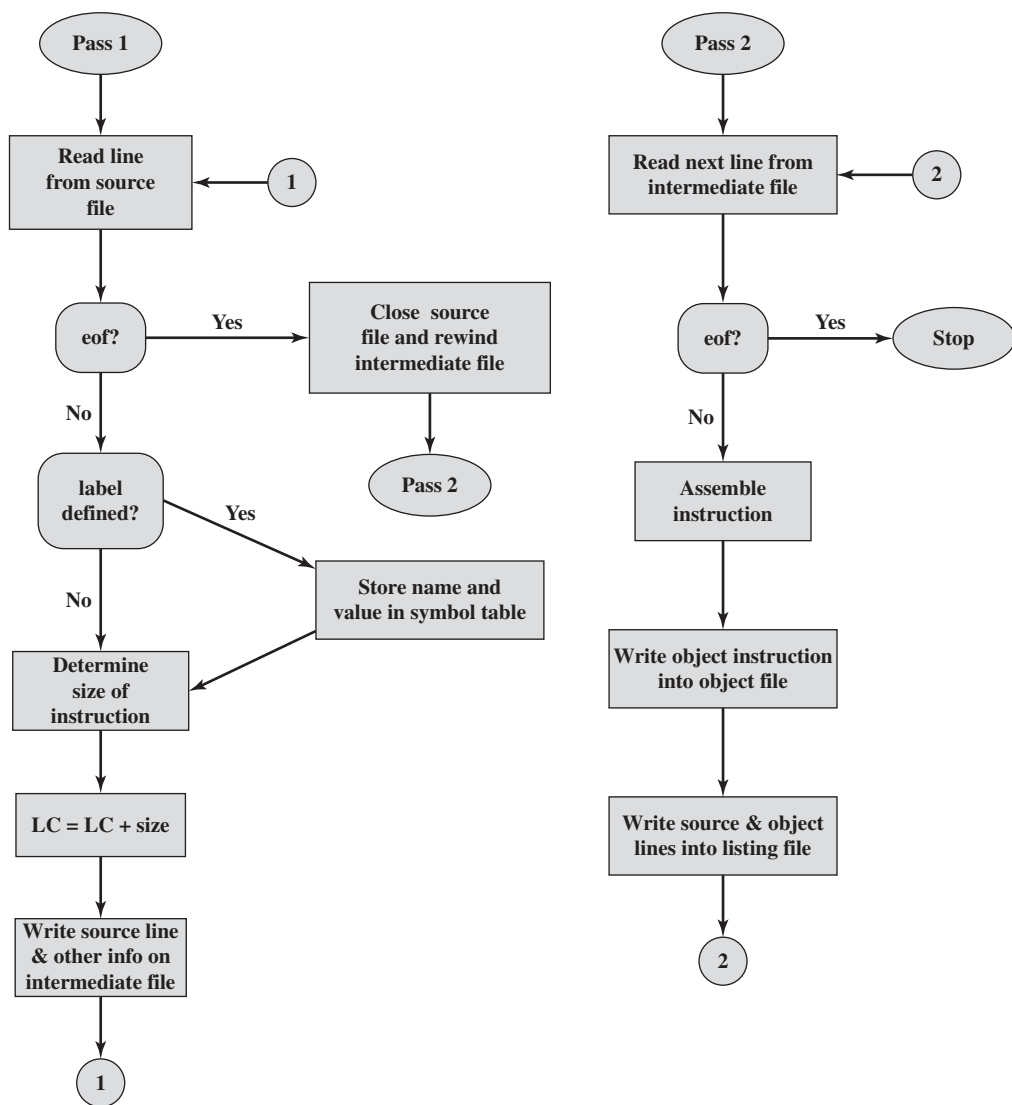 Pass 1
Read line
from source
file
1
eof?
Yes
Close source
file and rewind
intermediate file
No
Pass 2
label
defined?
Yes
Store name and
value in symbol table
No
Determine
size of
instruction
LC = LC + size
Write source line
& other info on
intermediate file
1
Pass 2
Read next line from
intermediate file
2
eof?
Yes
Stop
No
Assemble
instruction
Write object instruction
into object file
Write source & object
lines into listing file
2